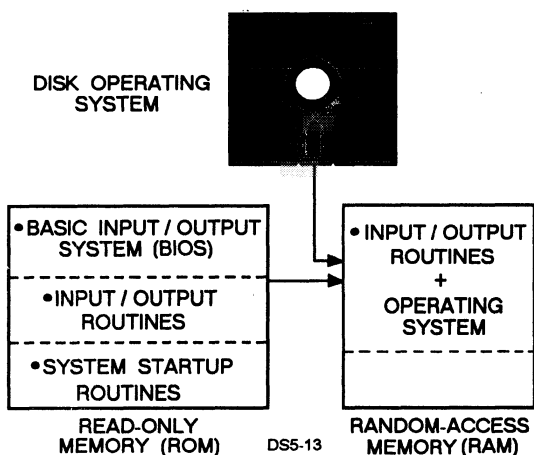 DISK OPERATING
SYSTEM
•BASIC INPUT / OUTPUT
SYSTEM (BIOS)
•INPUT / OUTPUT
ROUTINES
•SYSTEM STARTUP
ROUTINES
READ-ONLY
MEMORY (ROM)
DS5-13
•INPUT / OUTPUT
ROUTINES
+
OPERATING
SYSTEM
RANDOM-ACCESS
MEMORY (RAM)